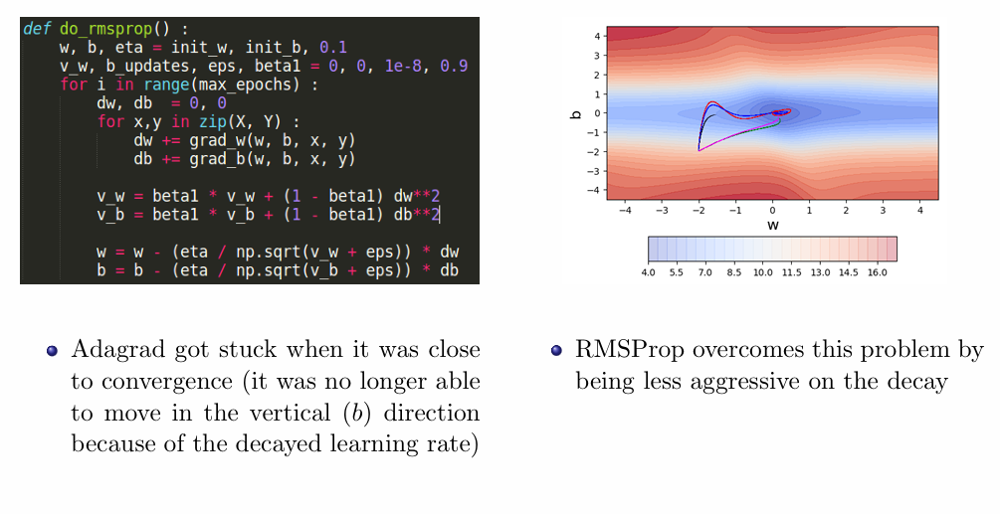 def do_rmsprop() :
w, b, eta = init_w, init_b, 0.1
v_w, b_updates, eps, beta1 = 0, 0, 1e-8, 0.9
for i in range(max_epochs) :
dw, db = 0, 0
for x,y in zip(X, Y) :
dw += grad_w(w, b, x, y)
db += grad_b(w, b, x, y)
v_w = beta1 * v_w + (1 - beta1) dw**2
v_b = beta1 * v_b + (1 - beta1) db**2
w = w - (eta / np.sqrt(v_w + eps)) * dw
b = b - (eta / np.sqrt(v_b + eps)) * db
4
3
2
1
0
−1
−2
−3
−4
b
−4 −3 −2 −1 0 1 2 3 4
w
4.0 5.5 7.0 8.5 10.0 11.5 13.0 14.5 16.0
Adagrad got stuck when it was close
to convergence (it was no longer able
to move in the vertical (b) direction
because of the decayed learning rate)
RMSProp overcomes this problem by
being less aggressive on the decay